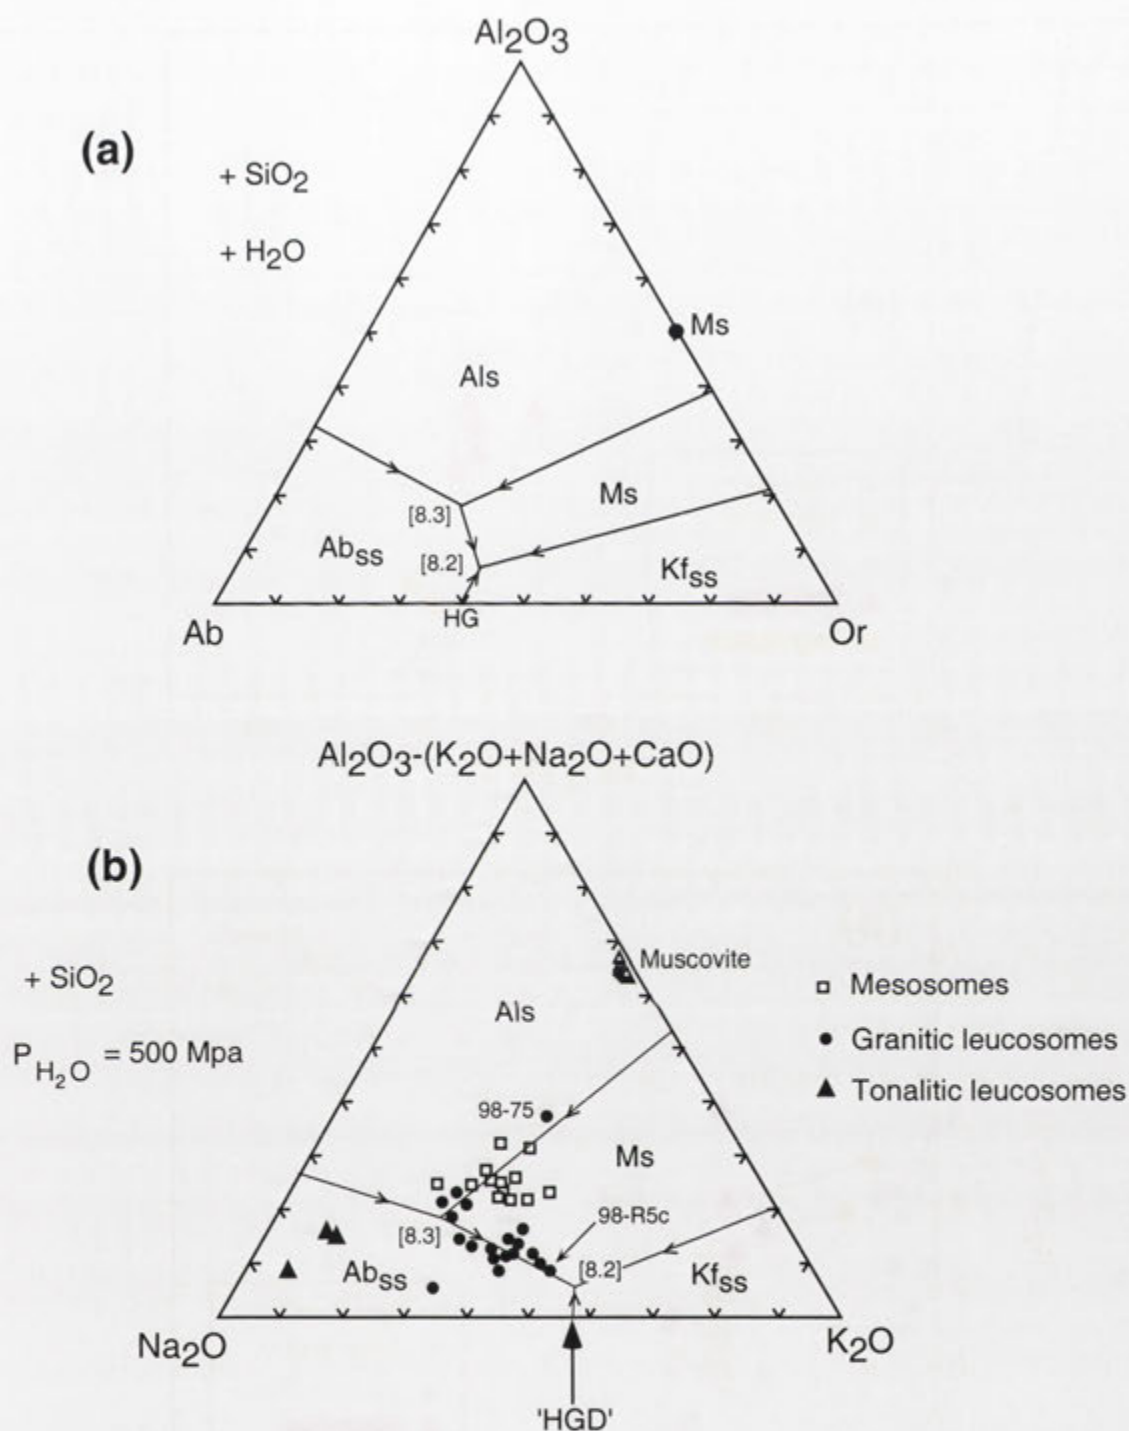 Al2O3
(a)
+ SiO2
+ H2O
Ms
Als
Ms
[8.3]
Abss
[8.2]
Kfss
HG
Ab
Or
Al2O3-(K2O+Na2O+CaO)
(b)
+ SiO2
Muscovite
Mesosomes
Als
Granitic leucosomes
PH2O = 500 Mpa
Tonalitic leucosomes
98-75
Ms
98-R5c
[8.3]
[8.2]
Abss
Kfss
Na2O
K2O
'HGD'